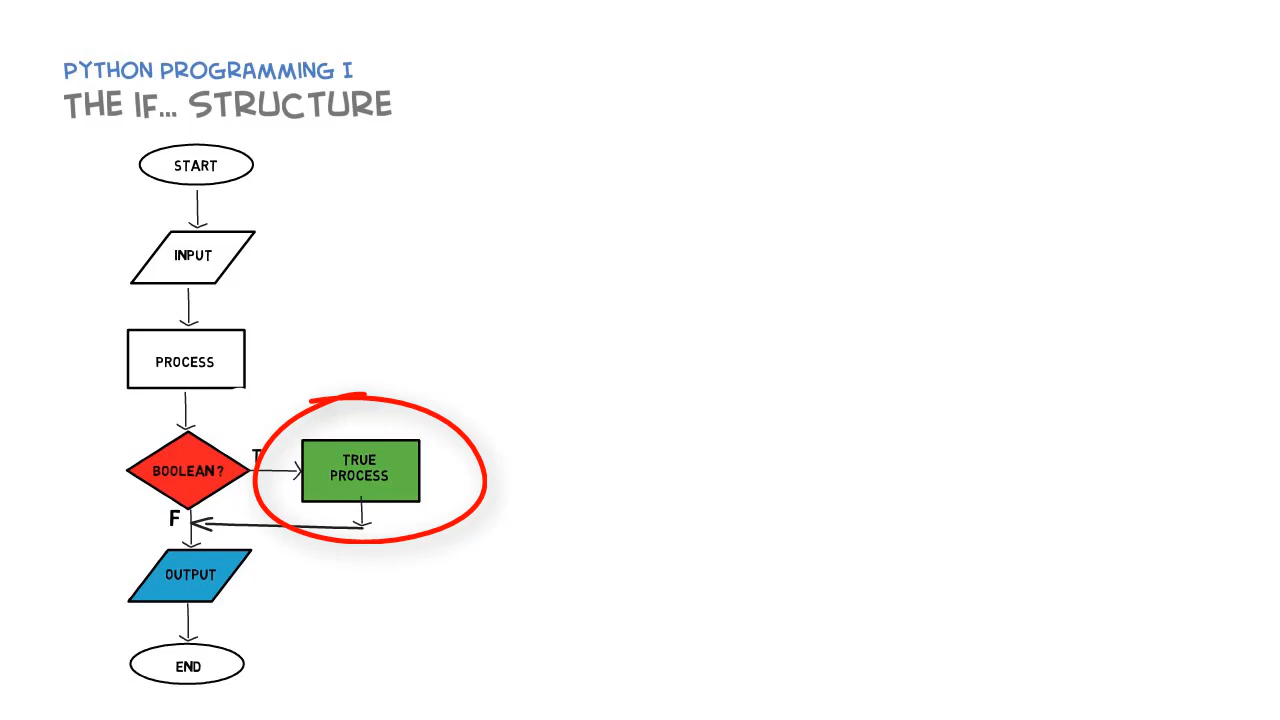 PYTHON PROGRAMMING I
THE IF... STRUCTURE
START
INPUT
PROCESS
BOOLEAN?
T
TRUE
PROCESS
F
OUTPUT
END